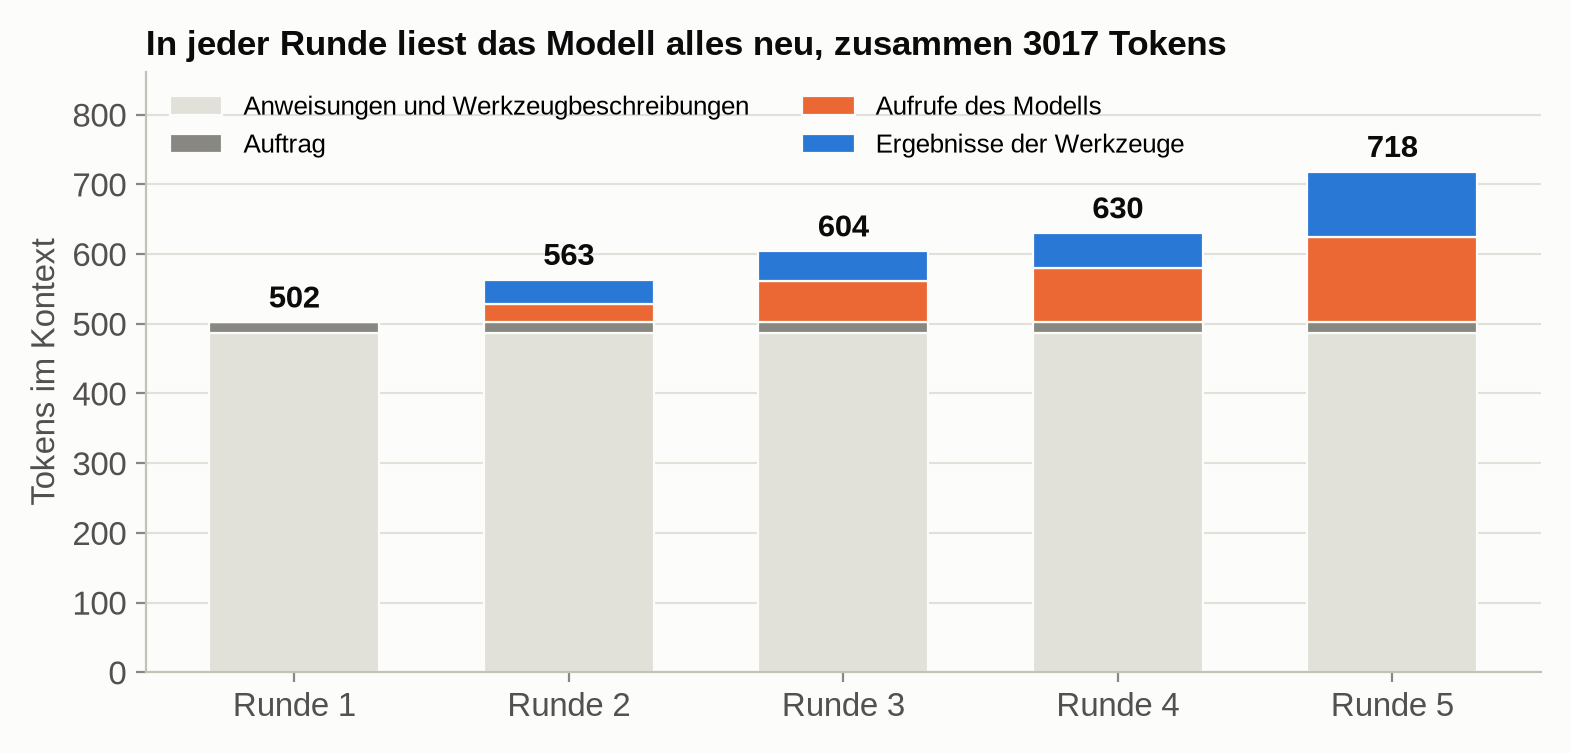 In jeder Runde liest das Modell alles neu, zusammen 3017 Tokens
Anweisungen und Werkzeugbeschreibungen
Auftrag
Aufrufe des Modells
Ergebnisse der Werkzeuge
Tokens im Kontext
800
700
600
500
400
300
200
100
0
502
563
604
630
718
Runde 1
Runde 2
Runde 3
Runde 4
Runde 5